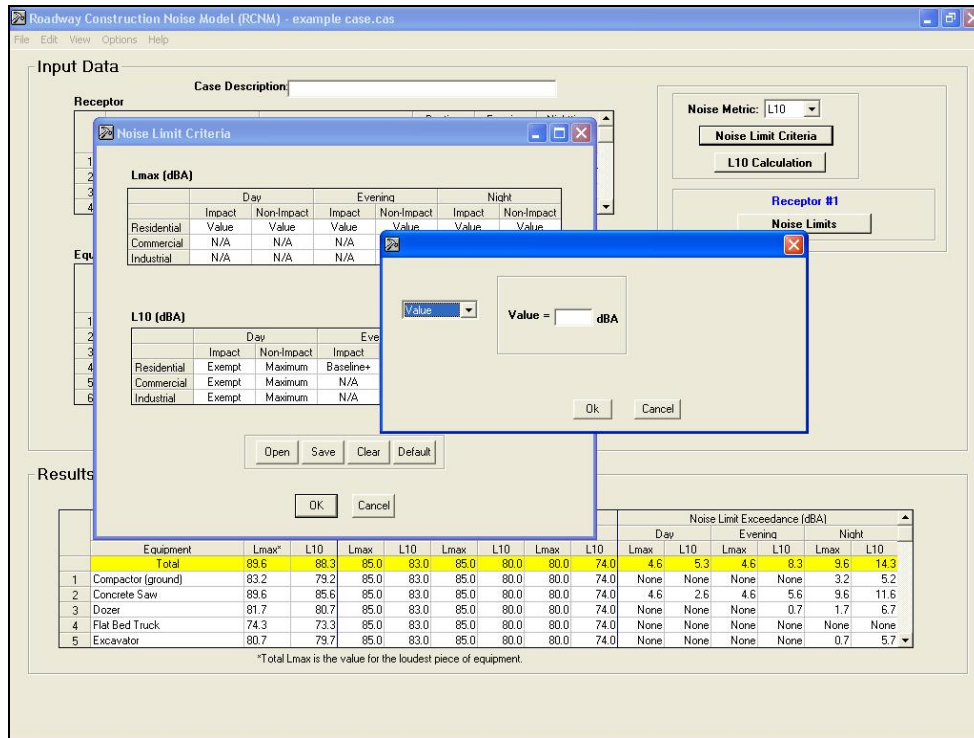 Roadway Construction Noise Model (RCNM) - example case.cas
File Edit View Options Help
Input Data
Case Description:
Receptor
Noise Metric: L10
Noise Limit Criteria
L10 Calculation
Receptor #1
Noise Limits
1
2
3
4
Equ
1
2
3
4
5
6
Noise Limit Criteria
Lmax (dBA)
Day Evening Night
Impact Non-Impact Impact Non-Impact Impact Non-Impact
Residential Value Value Value Value Value Value
Commercial N/A N/A N/A
Industrial N/A N/A N/A
L10 (dBA)
Day Eve
Impact Non-Impact Impact
Residential Exempt Maximum Baseline+
Commercial Exempt Maximum N/A
Industrial Exempt Maximum N/A
Open Save Clear Default
OK Cancel
Value
Value = dBA
Ok Cancel
Results
Noise Limit Exceedance (dBA)
Day Evening Night
Equipment Lmax* L10 Lmax L10 Lmax L10 Lmax L10 Lmax L10 Lmax L10 Lmax L10
Total 89.6 88.3 85.0 83.0 85.0 80.0 80.0 74.0 4.6 5.3 4.6 8.3 9.6 14.3
1 Compactor (ground) 83.2 79.2 85.0 83.0 85.0 80.0 80.0 74.0 None None None None 3.2 5.2
2 Concrete Saw 89.6 85.6 85.0 83.0 85.0 80.0 80.0 74.0 4.6 2.6 4.6 5.6 9.6 11.6
3 Dozer 81.7 80.7 85.0 83.0 85.0 80.0 80.0 74.0 None None None 0.7 1.7 6.7
4 Flat Bed Truck 74.3 73.3 85.0 83.0 85.0 80.0 80.0 74.0 None None None None None None
5 Excavator 80.7 79.7 85.0 83.0 85.0 80.0 80.0 74.0 None None None None 0.7 5.7
*Total Lmax is the value for the loudest piece of equipment.